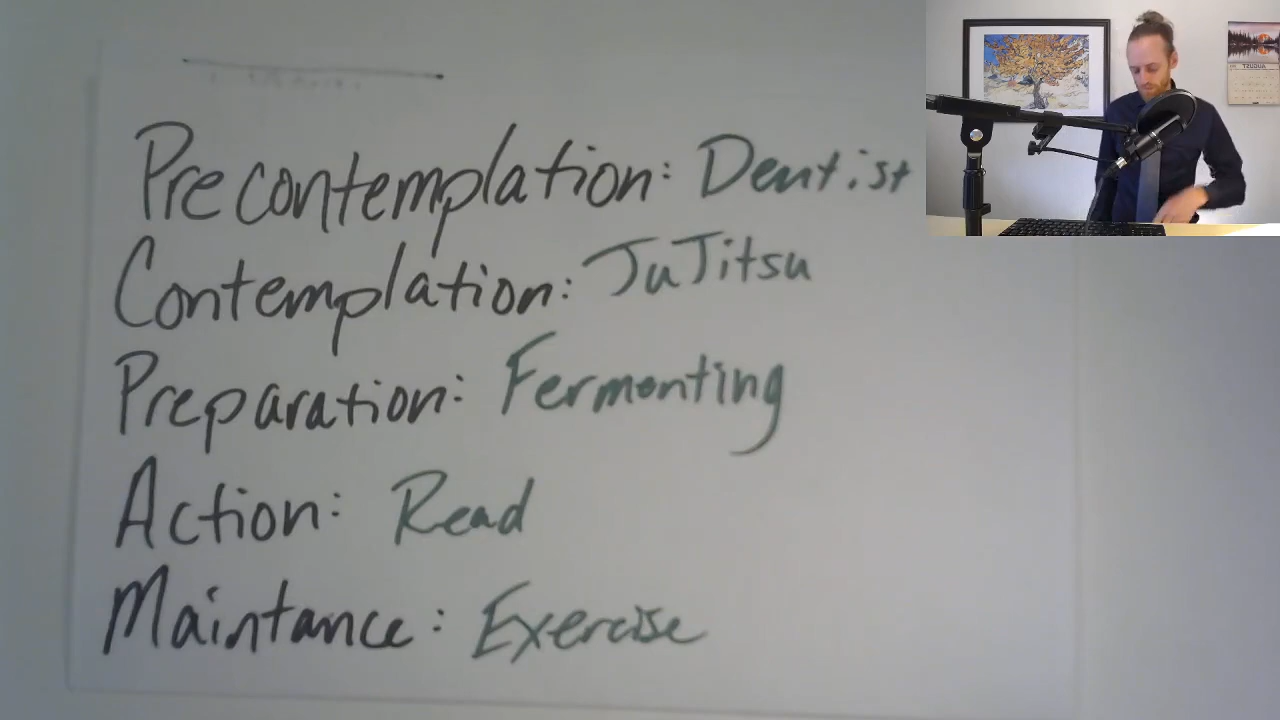 Precontemplation: Dentist
Contemplation: JuJitsu
Preparation: Fermenting
Action: Read
Maintance: Exercise